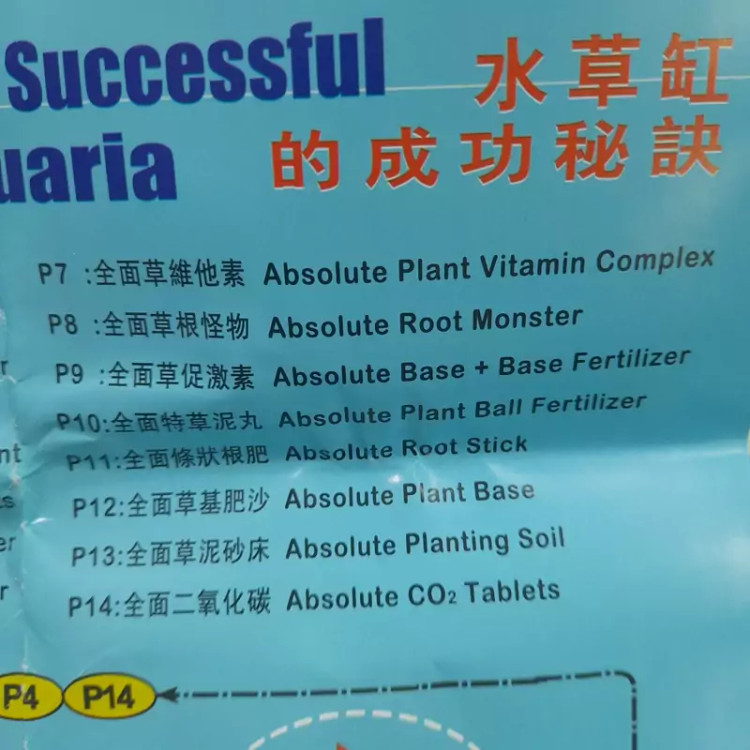 Successful 水草缸
uaria 的成功秘訣
P7 :全面草維他素 Absolute Plant Vitamin Complex
P8 :全面草根怪物 Absolute Root Monster
r P9 :全面草促激素 Absolute Base + Base Fertilizer
P10:全面特草泥丸 Absolute Plant Ball Fertilizer
nt P11:全面條狀根肥 Absolute Root Stick
s P12:全面草基肥沙 Absolute Plant Base
er P13:全面草泥砂床 Absolute Planting Soil
r P14:全面二氧化碳 Absolute CO₂ Tablets
P4 P14